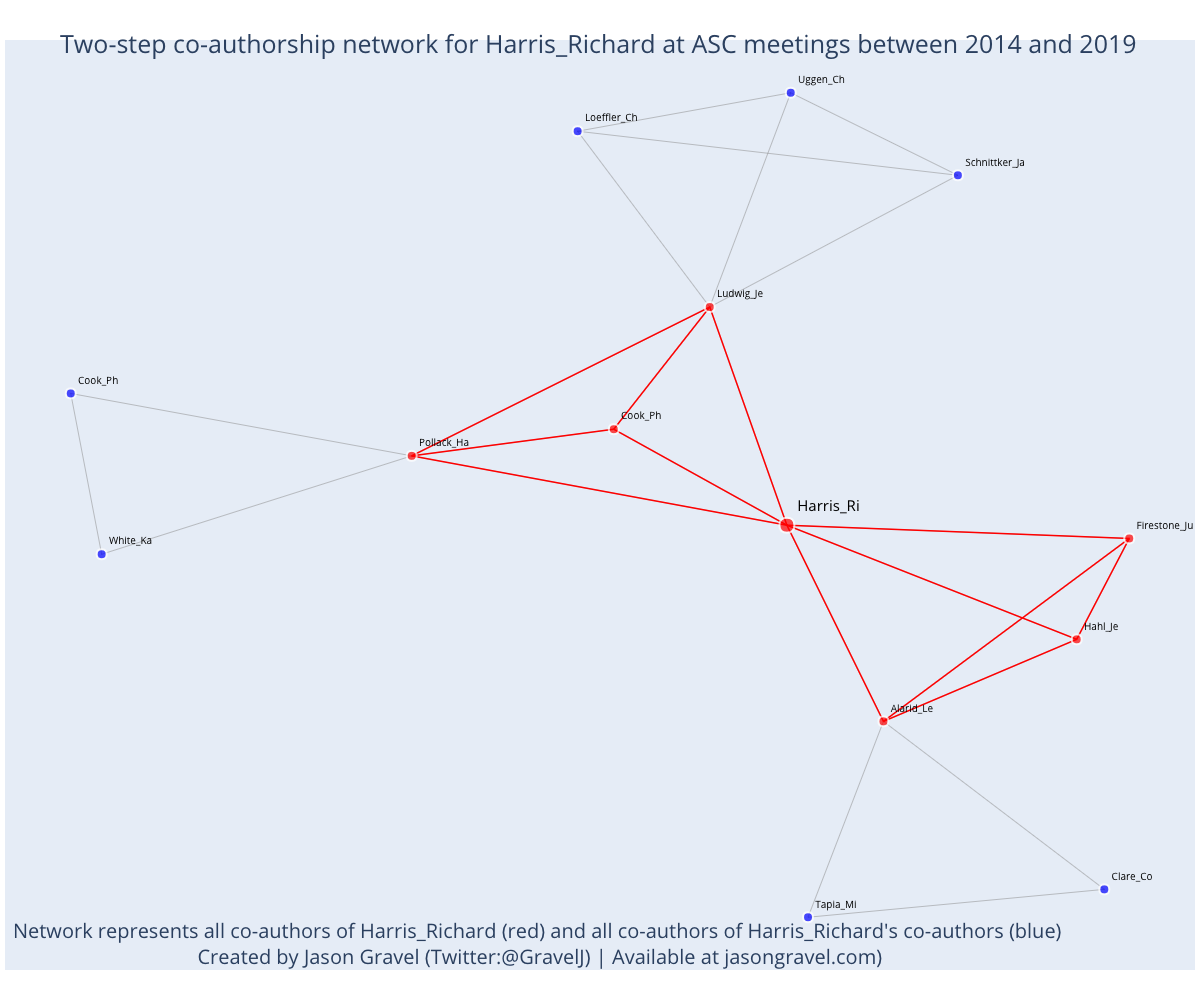 Two-step co-authorship network for Harris_Richard at ASC meetings between 2014 and 2019
Uggen_Ch
Loeffler_Ch
Schnittker_Ja
Ludwig_Je
Cook_Ph
Cook_Ph
Pollack_Ha
Harris_Ri
Firestone_Ju
White_Ka
Hahl_Je
Alarid_Le
Clare_Co
Tapia_Mi
Network represents all co-authors of Harris_Richard (red) and all co-authors of Harris_Richard's co-authors (blue)
Created by Jason Gravel (Twitter:@GravelJ) | Available at jasongravel.com)